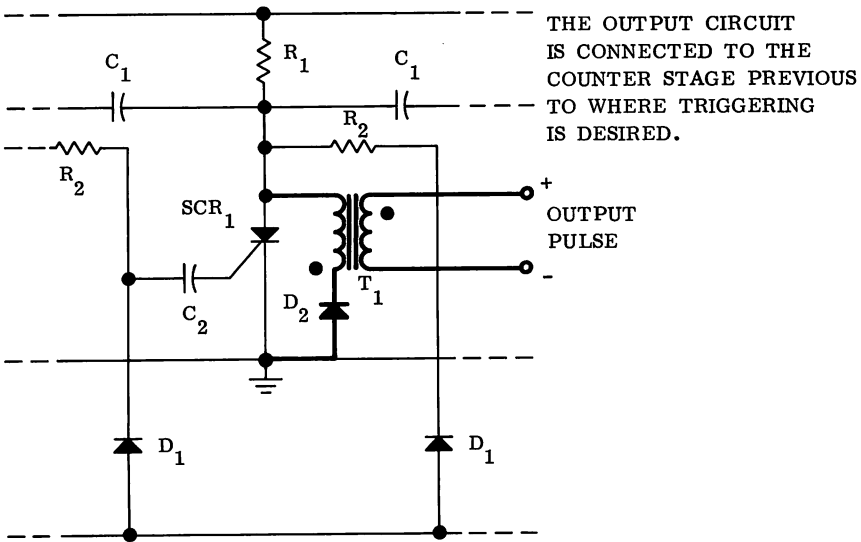 THE OUTPUT CIRCUIT
IS CONNECTED TO THE
COUNTER STAGE PREVIOUS
TO WHERE TRIGGERING
IS DESIRED.
R1
C1
C1
R2
R2
SCR1
+
OUTPUT
PULSE
-
T1
D2
C2
D1
D1